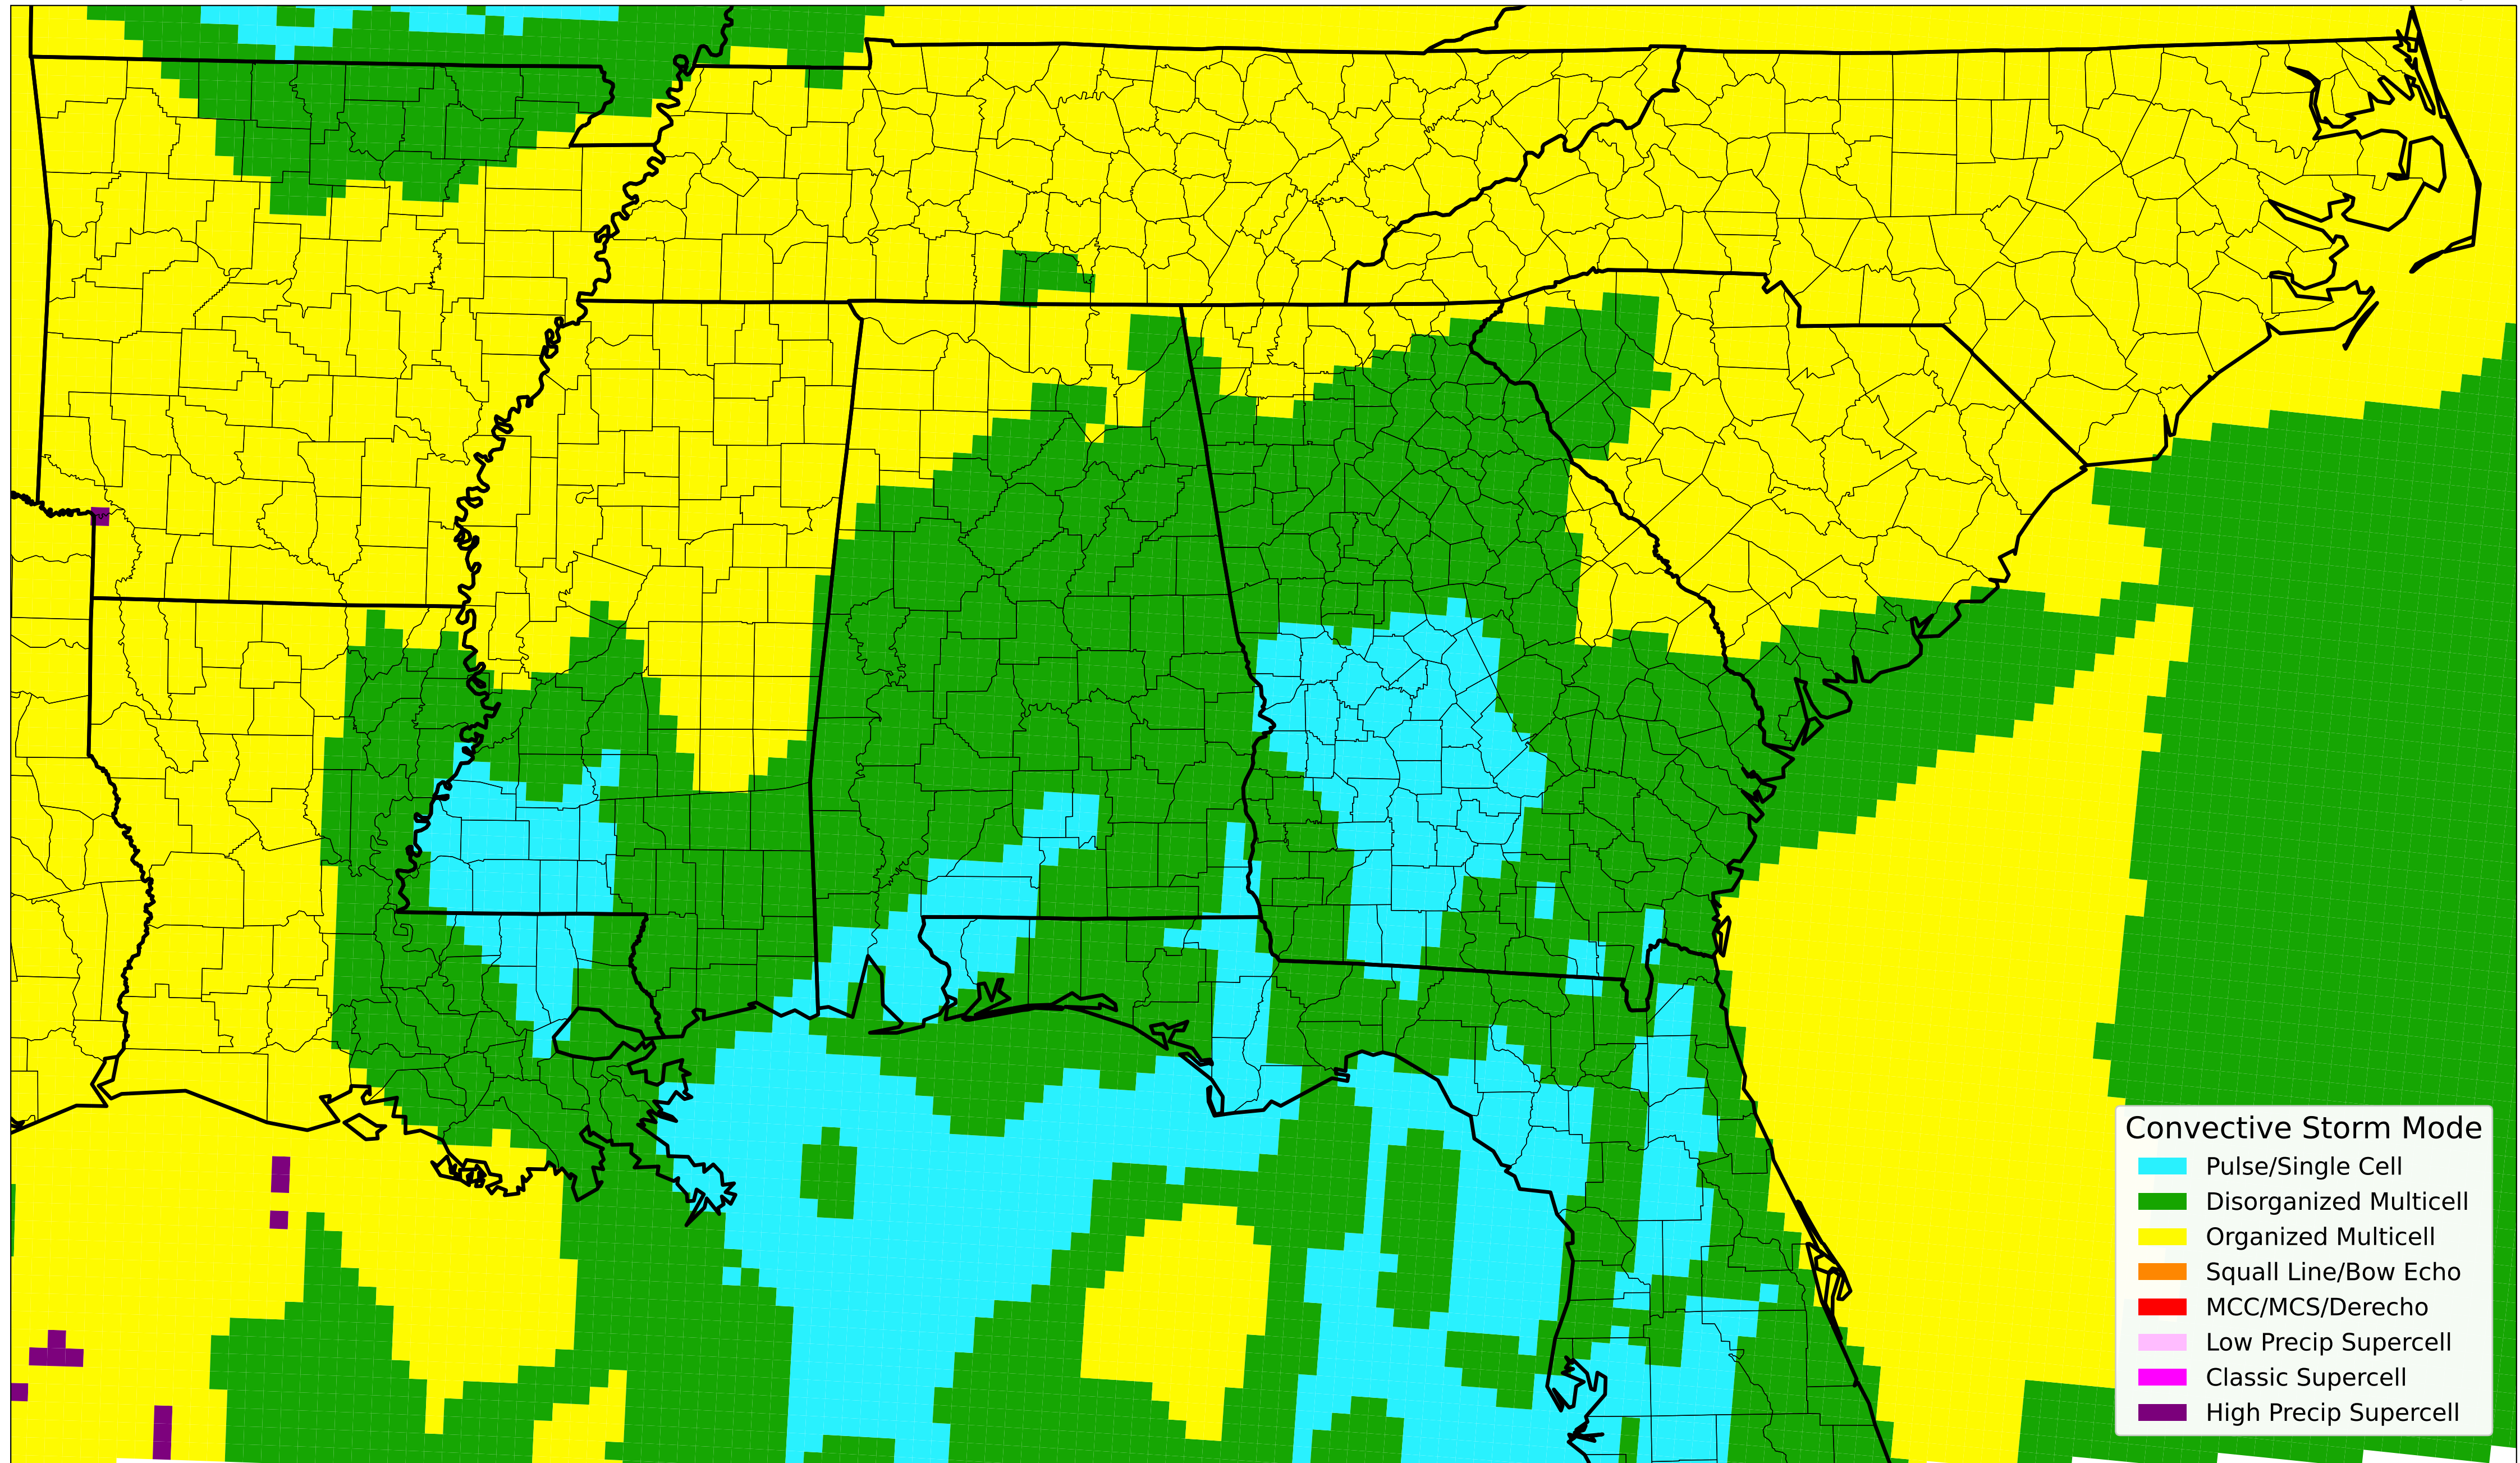 Convective Storm Mode
Pulse/Single Cell
Disorganized Multicell
Organized Multicell
Squall Line/Bow Echo
MCC/MCS/Derecho
Low Precip Supercell
Classic Supercell
High Precip Supercell